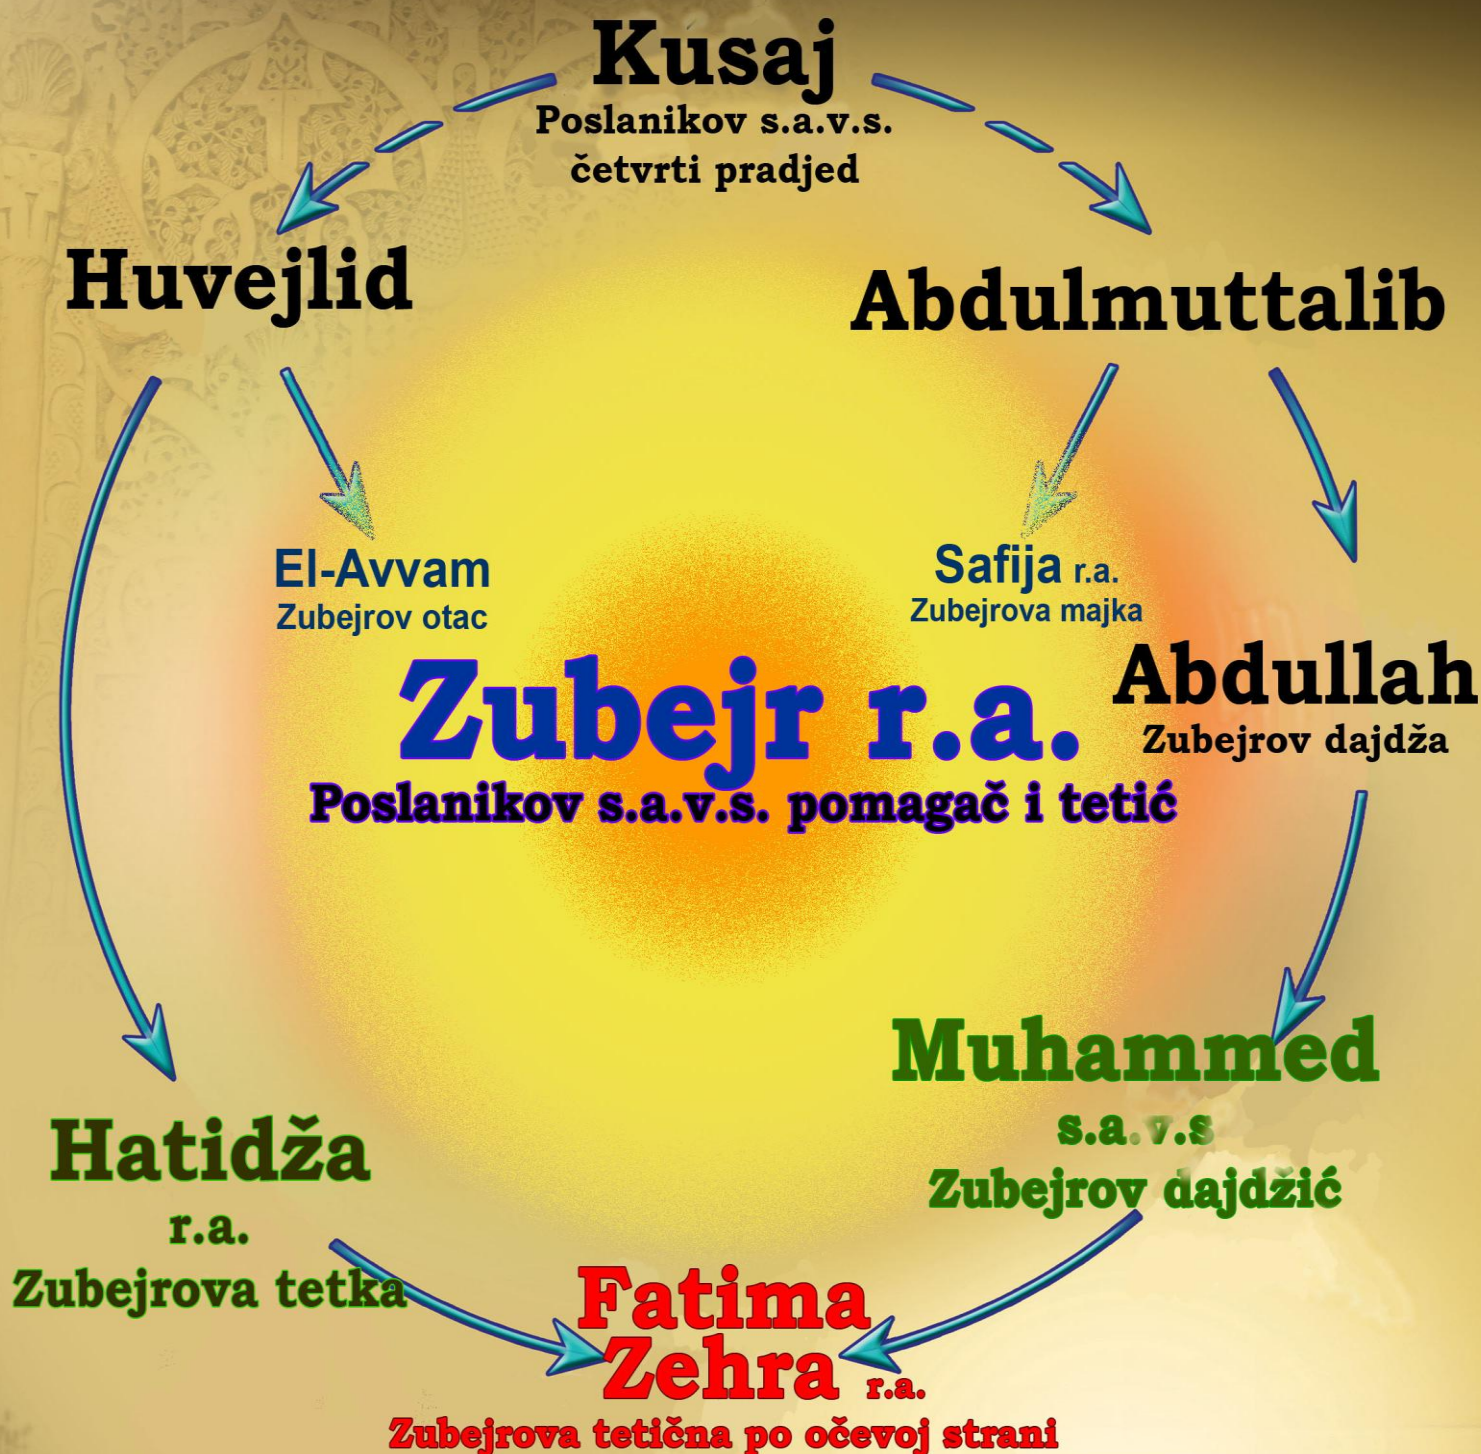 Kusaj
Poslanikov s.a.v.s.
četvrti pradjed
Huvejlid
Abdulmuttalib
El-Avvam
Zubejrov otac
Safija r.a.
Zubejrova majka
Zubejr r.a.
Poslanikov s.a.v.s. pomagač i tetić
Abdullah
Zubejrov dajdža
Muhammed
s.a.v.s
Zubejrov dajdžić
Hatidža
r.a.
Zubejrova tetka
Fatima
Zehra r.a.
Zubejrova tetična po očevoj strani